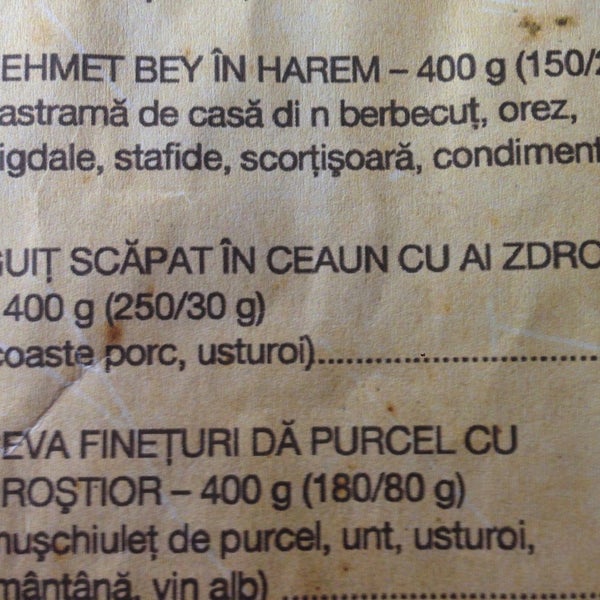 EHMET BEY ÎN HAREM – 400 g (150/2
astramă de casă di n berbecuț, orez,
igdale, stafide, scorțișoară, condiment
GUIȚ SCĂPAT ÎN CEAUN CU AI ZDRO
400 g (250/30 g)
coaste porc, usturoi)......................................
EVA FINEȚURI DĂ PURCEL CU
ROȘTIOR – 400 g (180/80 g)
nușchiuleț de purcel, unt, usturoi,
mântână, vin alb) ..........................................